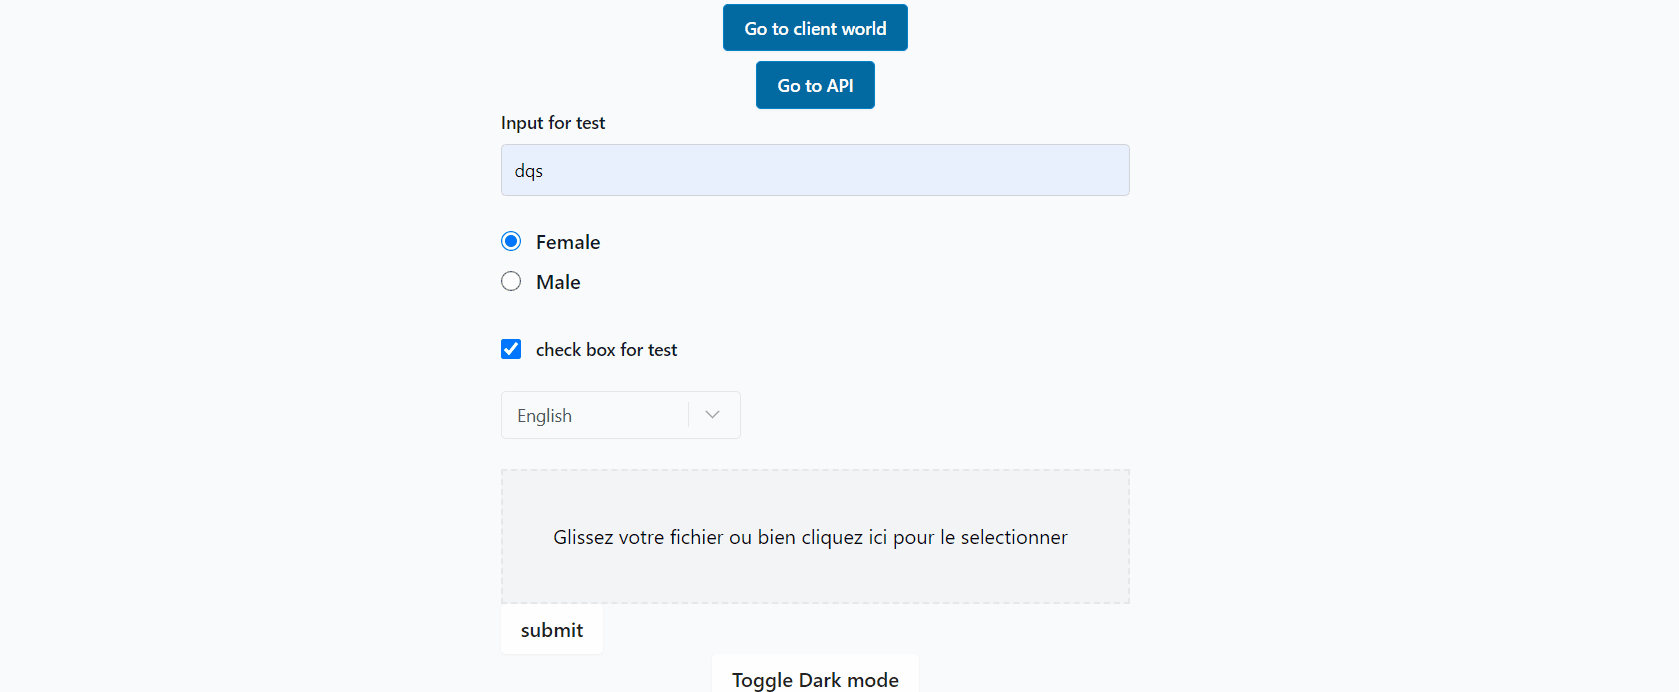 Go to client world
Go to API
Input for test
dqs
Female
Male
check box for test
English
Glissez votre fichier ou bien cliquez ici pour le selectionner
submit
Toggle Dark mode